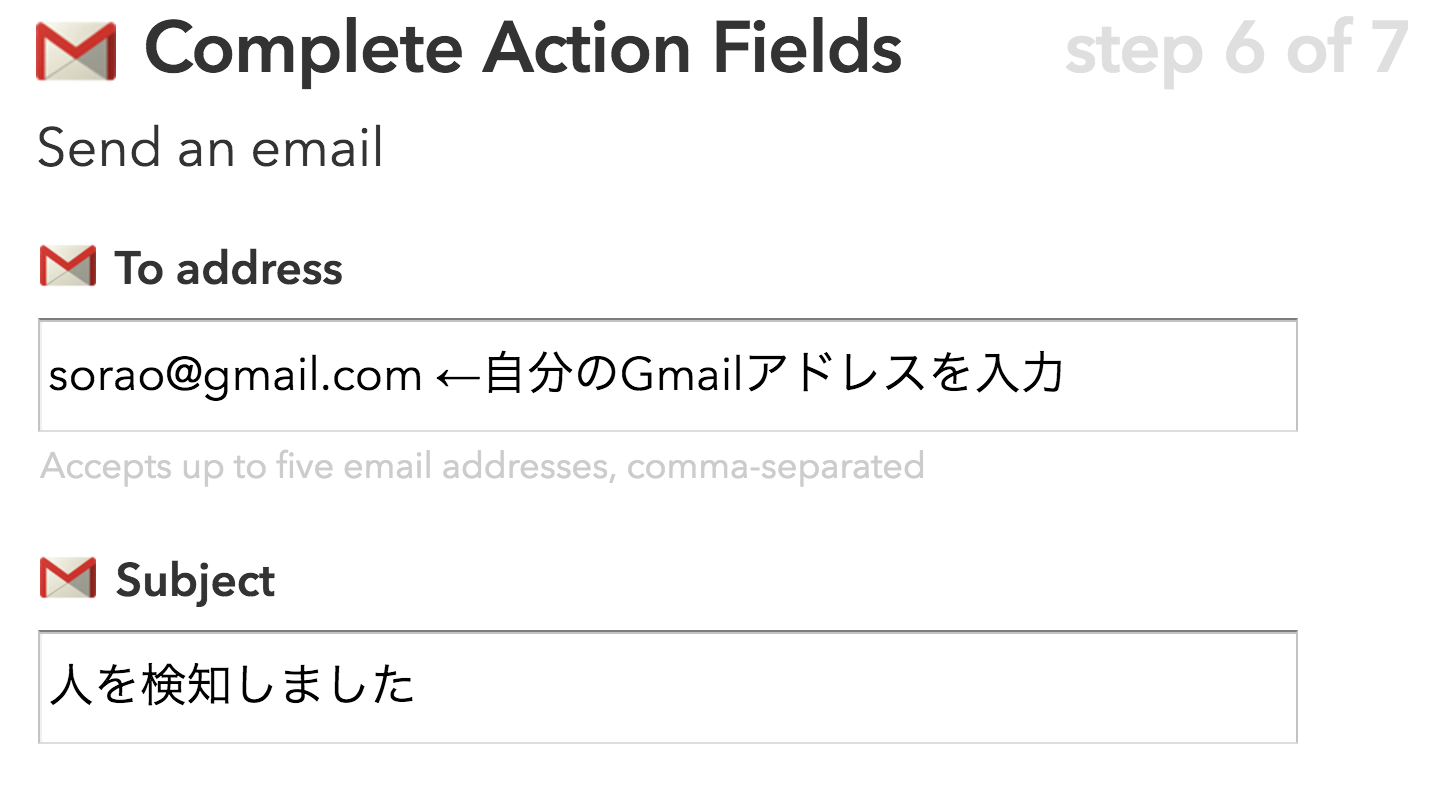 Complete Action Fields
step 6 of 7
Send an email
To address
sorao@gmail.com ←自分のGmailアドレスを入力
Accepts up to five email addresses, comma-separated
Subject
人を検知しました